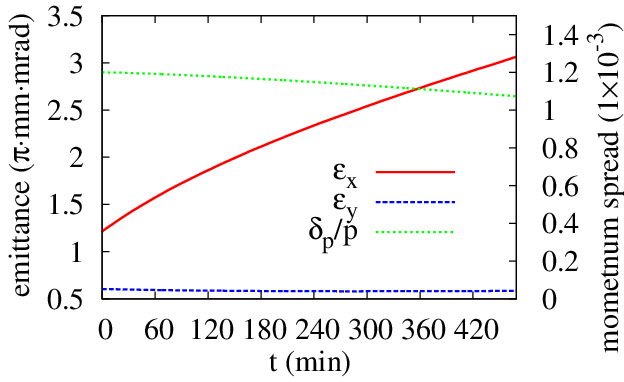 3.5
3
2.5
2
1.5
1
0.5
emittance (π·mm·mrad)
1.4
1.2
1
0.8
0.6
0.4
0.2
0
mometnum spread (1×10⁻³)
εx
εy
δp/p
0 60 120 180 240 300 360 420
t (min)